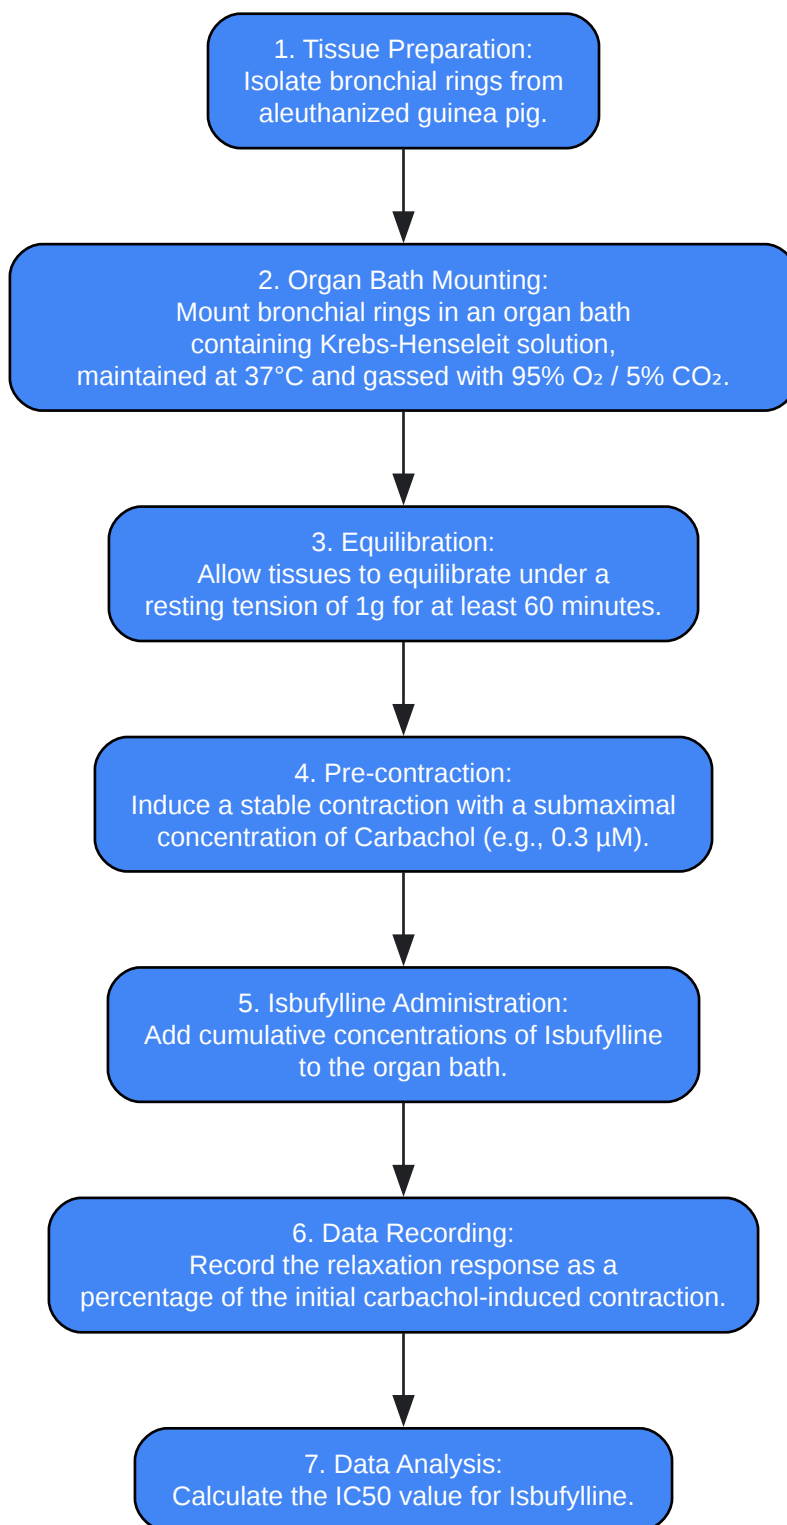 1. Tissue Preparation:
Isolate bronchial rings from
aleuthanized guinea pig.
2. Organ Bath Mounting:
Mount bronchial rings in an organ bath
containing Krebs-Henseleit solution,
maintained at 37°C and gassed with 95% O₂ / 5% CO₂.
3. Equilibration:
Allow tissues to equilibrate under a
resting tension of 1g for at least 60 minutes.
4. Pre-contraction:
Induce a stable contraction with a submaximal
concentration of Carbachol (e.g., 0.3 µM).
5. Isbufylline Administration:
Add cumulative concentrations of Isbufylline
to the organ bath.
6. Data Recording:
Record the relaxation response as a
percentage of the initial carbachol-induced contraction.
7. Data Analysis:
Calculate the IC50 value for Isbufylline.